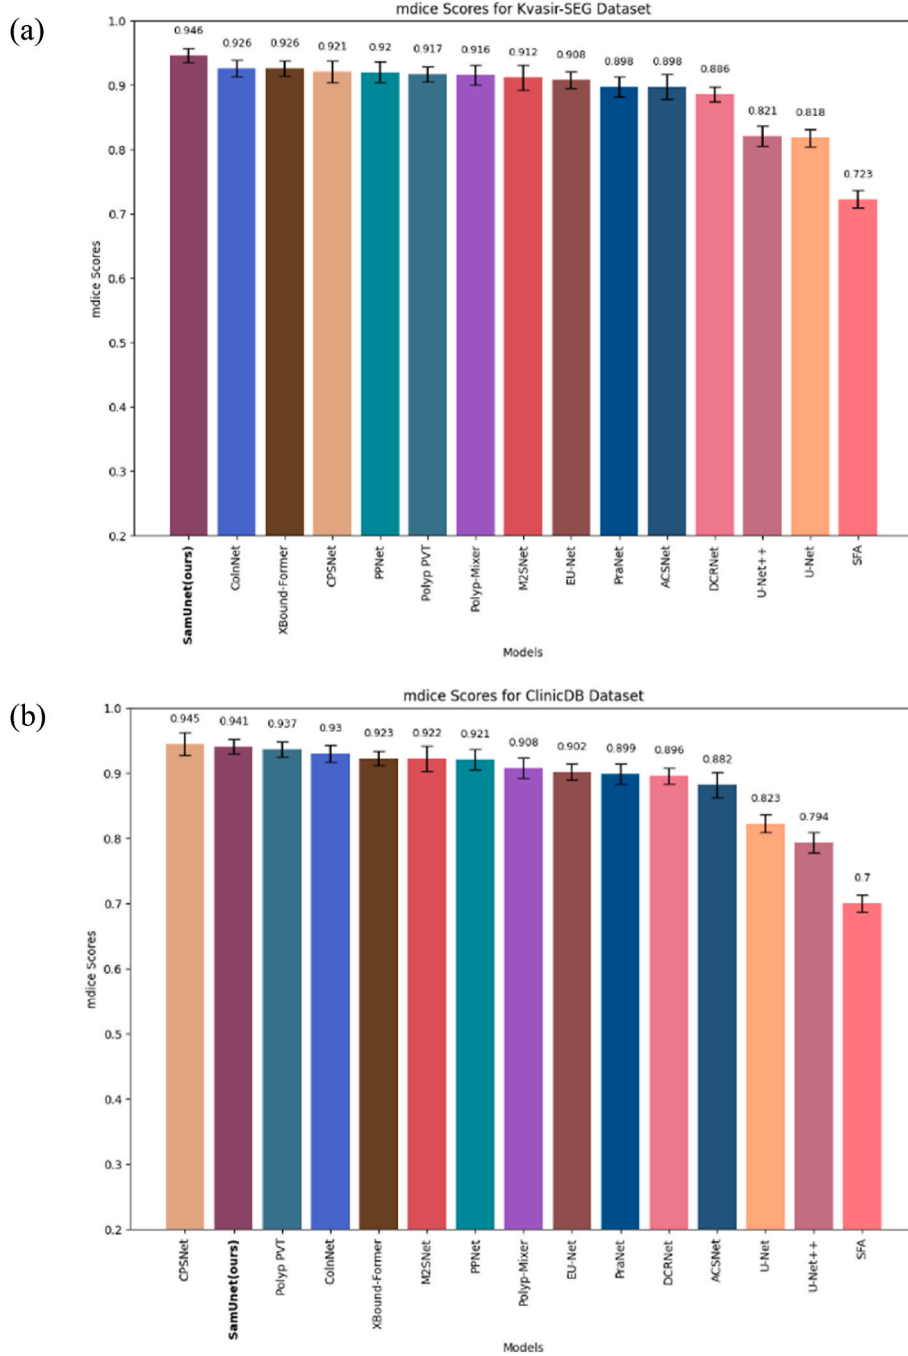 (a)
mdice Scores for Kvasir-SEG Dataset
1.0
0.9
0.8
0.7
0.6
0.5
0.4
0.3
0.2
mdice Scores
0.946
0.926
0.926
0.921
0.92
0.917
0.916
0.912
0.908
0.898
0.898
0.886
0.821
0.818
0.723
SamUnet(ours)
ColnNet
XBound-Former
CPSNet
PPNet
Polyp PVT
Polyp-Mixer
M2SNet
EU-Net
PraNet
ACSNet
DCRNet
U-Net++
U-Net
SFA
Models
(b)
mdice Scores for ClinicDB Dataset
1.0
0.9
0.8
0.7
0.6
0.5
0.4
0.3
0.2
mdice Scores
0.945
0.941
0.937
0.93
0.923
0.922
0.921
0.908
0.902
0.899
0.896
0.882
0.823
0.794
0.7
CPSNet
SamUnet(ours)
Polyp PVT
ColnNet
XBound-Former
M2SNet
PPNet
Polyp-Mixer
EU-Net
PraNet
DCRNet
ACSNet
U-Net
U-Net++
SFA
Models